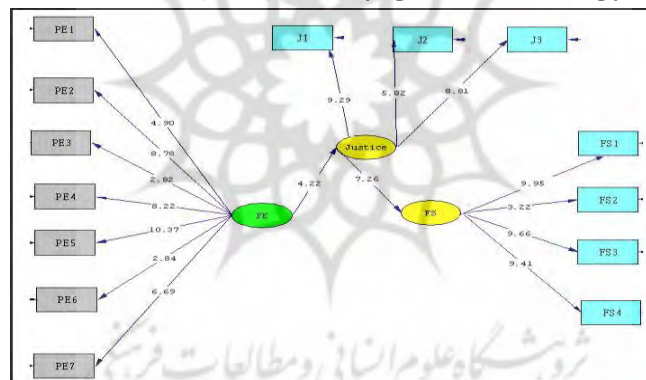 PE1
J1
J2
J3
PE2
4.90
9.29
5.82
8.81
8.78
PE3
2.82
Justice
FS1
PE4
8.22
4.22
7.26
9.95
FS2
PE5
10.37
FS
3.22
2.84
9.66
FS3
PE6
6.69
9.41
FS4
PE7
پژوهشگاه علوم انسانی و مطالعات فرهنگی